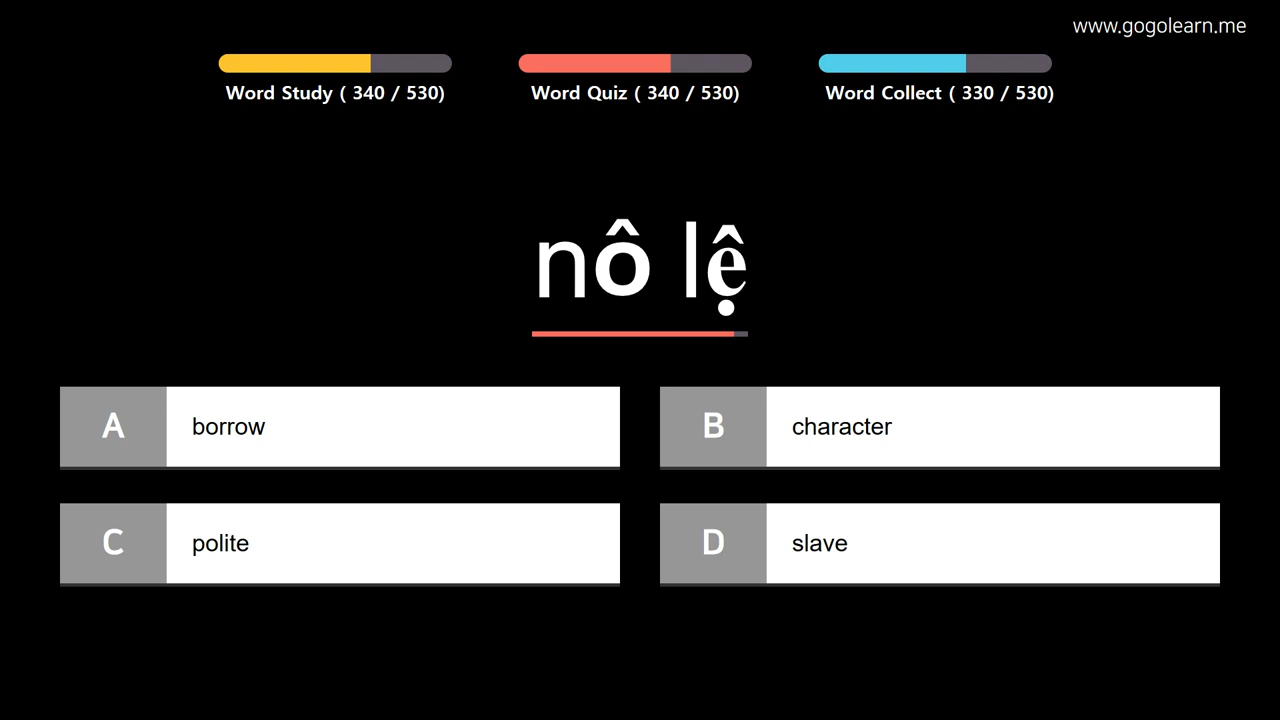 www.gogolearn.me
Word Study ( 340 / 530)
Word Quiz ( 340 / 530)
Word Collect ( 330 / 530)
nô lệ
A borrow
B character
C polite
D slave